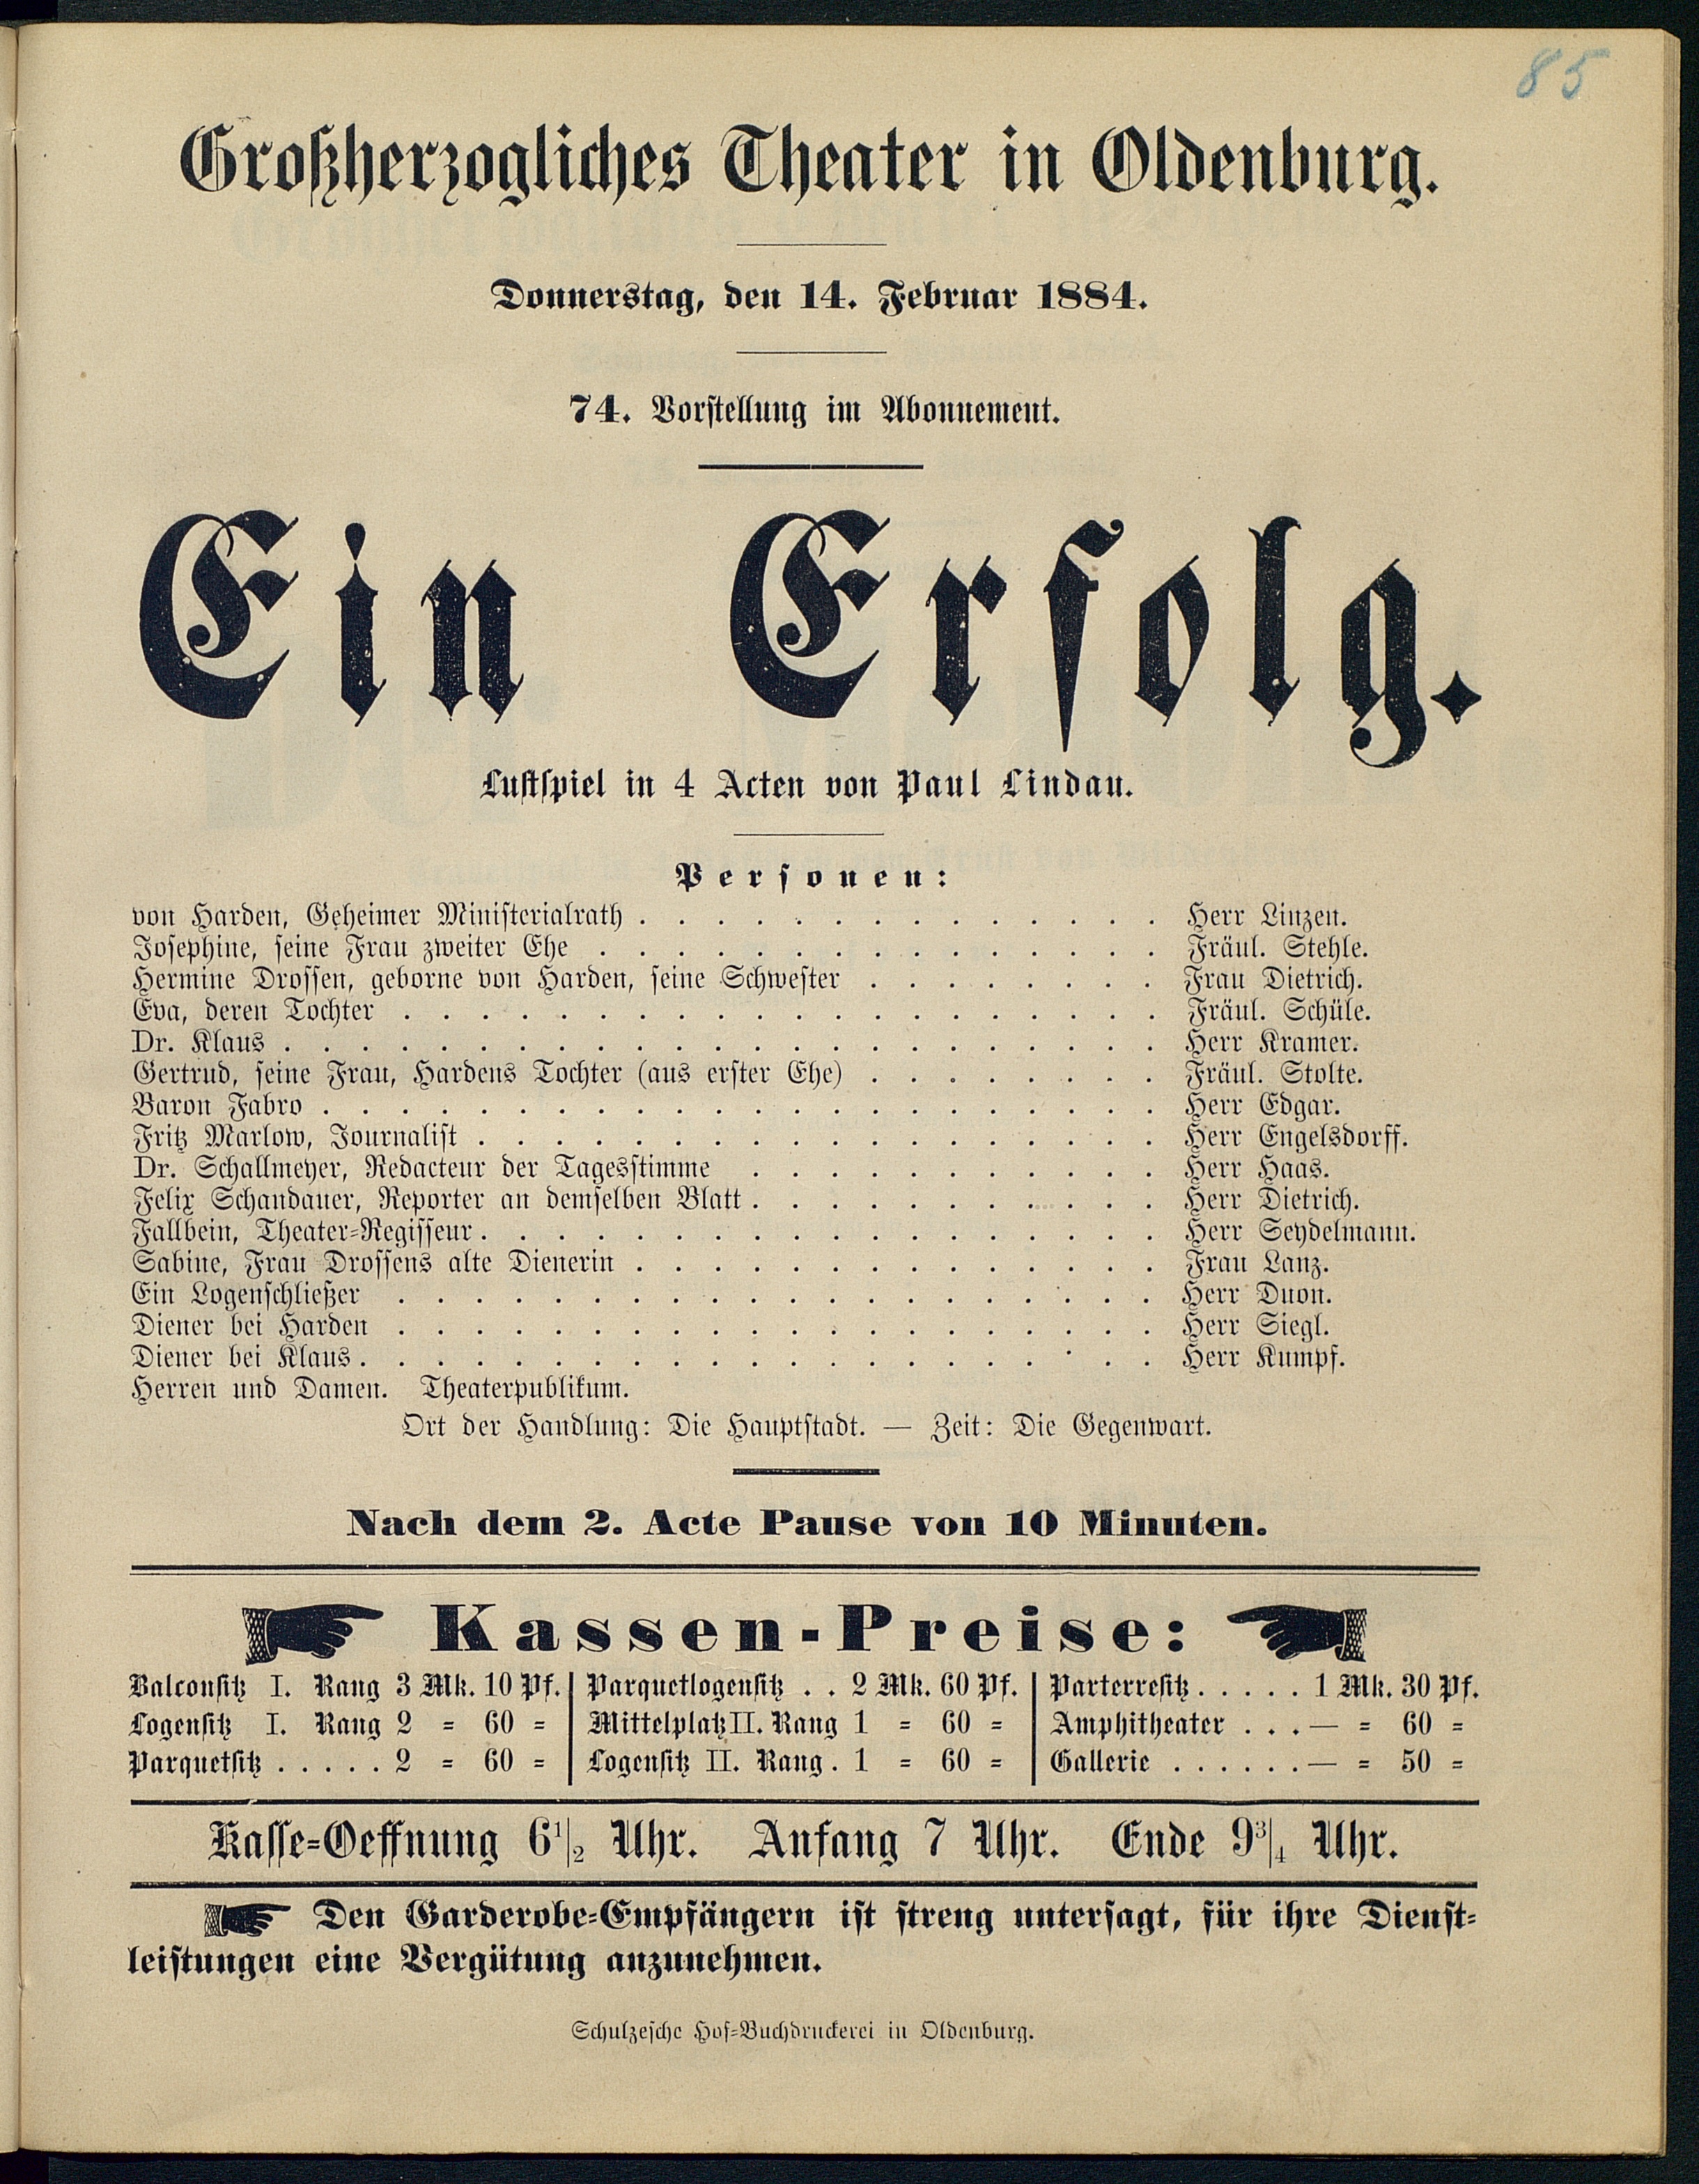 85
Großherzogliches Theater in Oldenburg.
Donnerstag, den 14. Februar 1884.
74. Vorstellung im Abonnement.
Ein Erfolg.
Lustspiel in 4 Acten von Paul Lindau.
Personen:
von Harden, Geheimer Ministerialrath . . . . . . . . . . . . . . Herr Linzen.
Josephine, seine Frau zweiter Ehe . . . . . . . . . . . . . . . Fräul. Stehle.
Hermine Drossen, geborne von Harden, seine Schwester . . . . . . . . Frau Dietrich.
Eva, deren Tochter . . . . . . . . . . . . . . . . . . . . Fräul. Schüle.
Dr. Klaus . . . . . . . . . . . . . . . . . . . . . . . Herr Kramer.
Gertrud, seine Frau, Hardens Tochter (aus erster Ehe) . . . . . . . . Fräul. Stolte.
Baron Fabro . . . . . . . . . . . . . . . . . . . . . . Herr Edgar.
Fritz Marlow, Journalist . . . . . . . . . . . . . . . . . . Herr Engelsdorff.
Dr. Schallmeyer, Redacteur der Tagesstimme . . . . . . . . . . . Herr Haas.
Felix Schandauer, Reporter an demselben Blatt . . . . . . . . . . . Herr Dietrich.
Fallbein, Theater-Regisseur . . . . . . . . . . . . . . . . . . Herr Seydelmann.
Sabine, Frau Drossens alte Dienerin . . . . . . . . . . . . . . Frau Lanz.
Ein Logenschließer . . . . . . . . . . . . . . . . . . . . Herr Duon.
Diener bei Harden . . . . . . . . . . . . . . . . . . . . Herr Siegl.
Diener bei Klaus . . . . . . . . . . . . . . . . . . . . . Herr Kumpf.
Herren und Damen. Theaterpublikum.
Ort der Handlung: Die Hauptstadt. — Zeit: Die Gegenwart.
Nach dem 2. Acte Pause von 10 Minuten.
Kassen-Preise:
Balconsitz I. Rang 3 Mk. 10 Pf. | Parquetlogensitz . . 2 Mk. 60 Pf. | Parterresitz . . . . . 1 Mk. 30 Pf.
Logensitz I. Rang 2 = 60 = | Mittelplatz II. Rang 1 = 60 = | Amphitheater . . . — = 60 =
Parquetsitz . . . . . 2 = 60 = | Logensitz II. Rang . 1 = 60 = | Gallerie . . . . . . — = 50 =
Kasse-Oeffnung 6 1/2 Uhr. Anfang 7 Uhr. Ende 9 3/4 Uhr.
Den Garderobe-Empfängern ist streng untersagt, für ihre Dienst-
leistungen eine Vergütung anzunehmen.
Schulzesche Hof-Buchdruckerei in Oldenburg.